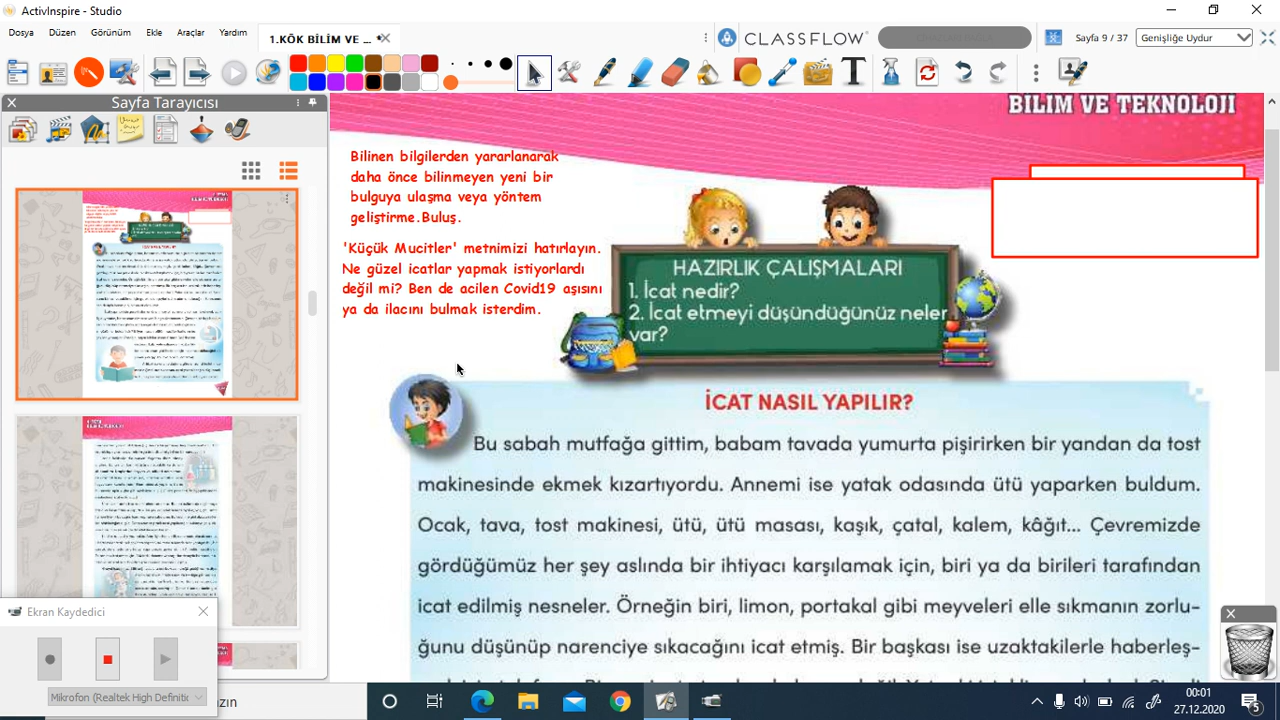 ActivInspire - Studio
Dosya Düzen Görünüm Ekle Araçlar Yardım
1.KÖK BİLİM VE ...
CLASSFLOW
Sayfa 9 / 37
Genişliğe Uydur
Sayfa Tarayıcısı
BİLİM VE TEKNOLOJİ
Bilinen bilgilerden yararlanarak
daha önce bilinmeyen yeni bir
bulguya ulaşma veya yöntem
geliştirme.Buluş.
'Küçük Mucitler' metnimizi hatırlayın.
Ne güzel icatlar yapmak istiyorlardı
değil mi? Ben de acilen Covid19 aşısını
ya da ilacını bulmak isterdim.
HAZIRLIK ÇALIŞMALARI
1. İcat nedir?
2. İcat etmeyi düşündüğünüz neler
var?
İCAT NASIL YAPILIR?
Bu sabah mutfağa gittim, babam tavada yumurta pişirirken bir yandan da tost
makinesinde ekmek kızartıyordu. Annemi ise yatak odasında ütü yaparken buldum.
Ocak, tava, tost makinesi, ütü, ütü masası, kaşık, çatal, kalem, kâğıt... Çevremizde
gördüğümüz her şey aslında bir ihtiyacı karşılamak için, biri ya da birileri tarafından
icat edilmiş nesneler. Örneğin biri, limon, portakal gibi meyveleri elle sıkmanın zorlu-
ğunu düşünüp narenciye sıkacağını icat etmiş. Bir başkası ise uzaktakilerle haberleş-
Ekran Kaydedici
Mikrofon (Realtek High Definitic
zın
00:01
27.12.2020
5